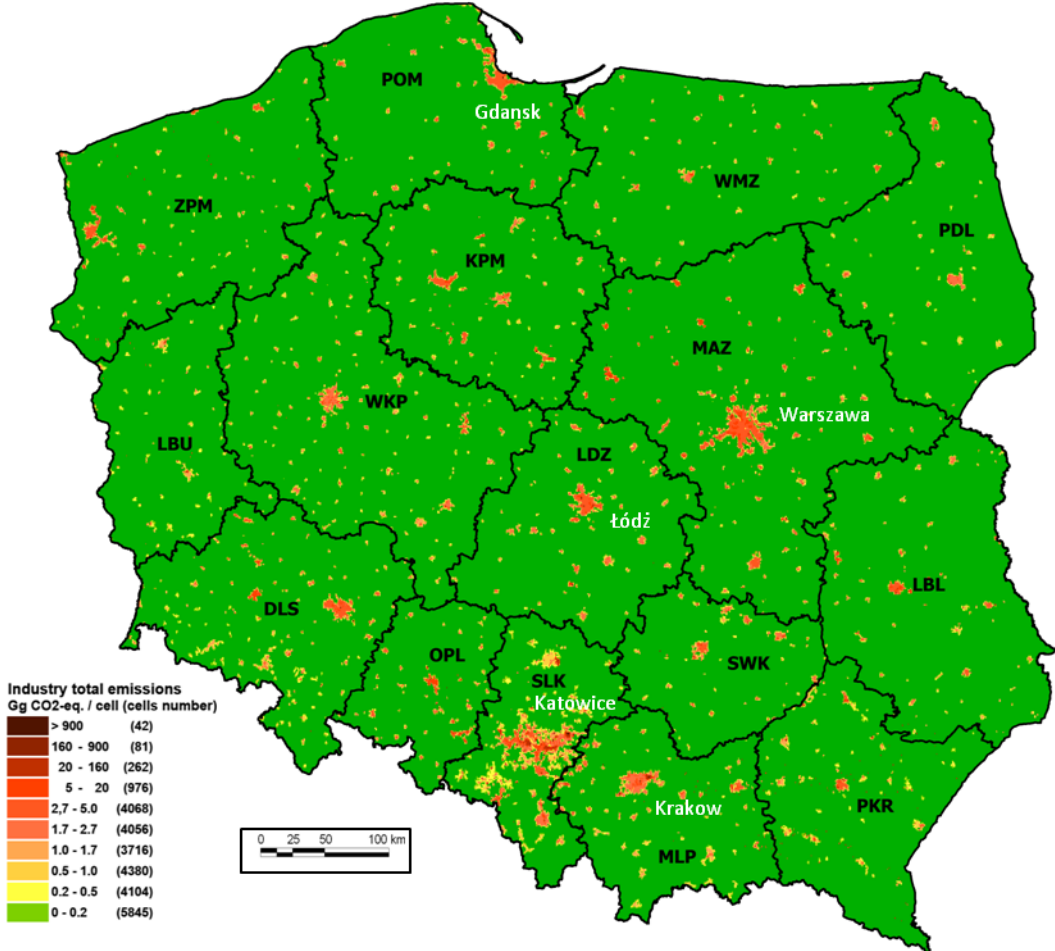 POM
Gdansk
WMZ
ZPM
PDL
KPM
MAZ
WKP
Warszawa
LBU
LDZ
Łódż
LBL
DLS
OPL
SWK
SLK
Katowice
Industry total emissions
Gg CO2-eq. / cell (cells number)
> 900 (42)
160 - 900 (81)
20 - 160 (262)
5 - 20 (976)
2,7 - 5.0 (4068)
1.7 - 2.7 (4056)
1.0 - 1.7 (3716)
0.5 - 1.0 (4380)
0.2 - 0.5 (4104)
0 - 0.2 (5845)
Krakow
PKR
0 25 50 100 km
MLP